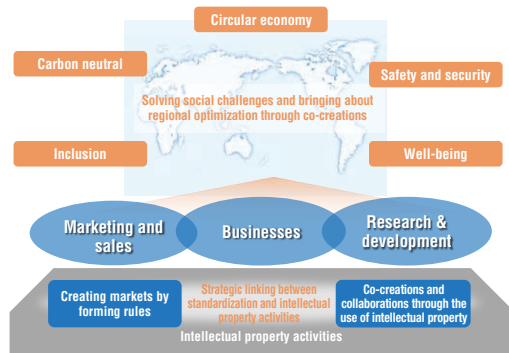 Circular economy
Carbon neutral
Safety and security
Solving social challenges and bringing about
regional optimization through co-creations
Inclusion
Well-being
Marketing and
sales
Businesses
Research &
development
Creating markets by
forming rules
Strategic linking between
standardization and intellectual
property activities
Co-creations and
collaborations through the
use of intellectual property
Intellectual property activities